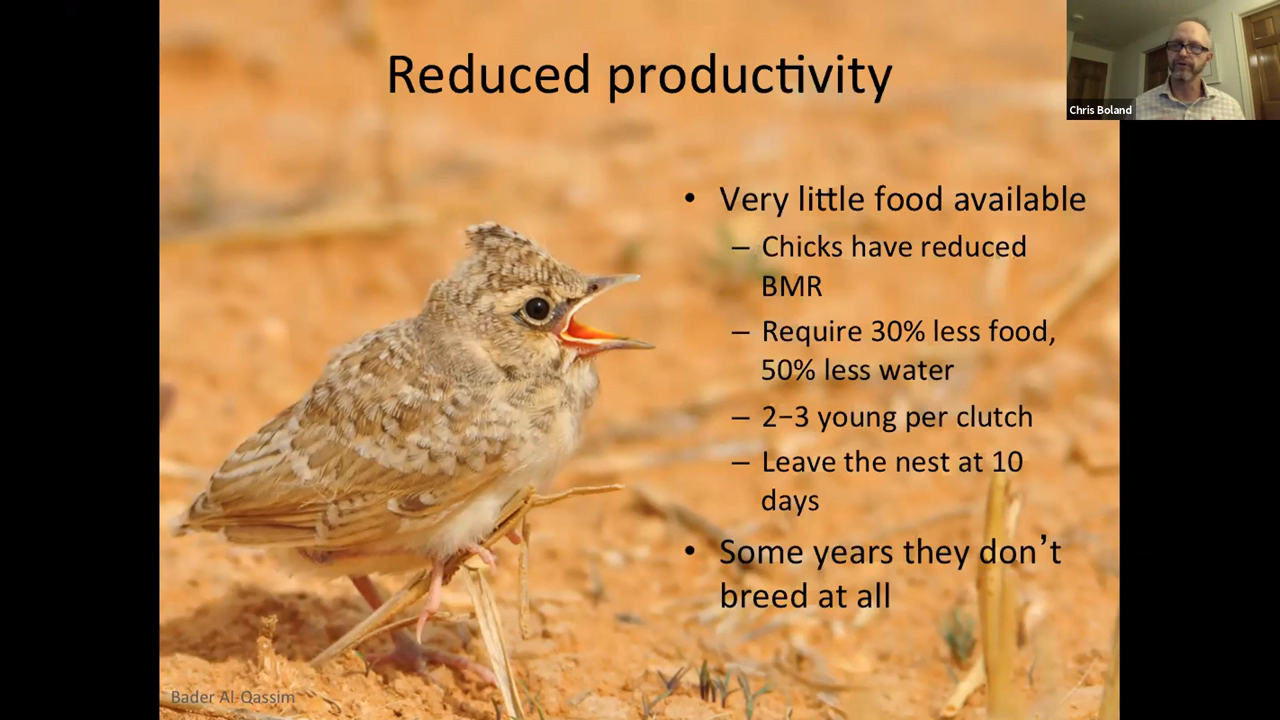 Reduced productivity
Chris Boland
• Very little food available
– Chicks have reduced
BMR
– Require 30% less food,
50% less water
– 2–3 young per clutch
– Leave the nest at 10
days
• Some years they don’t
breed at all
Bader Al-Qassim